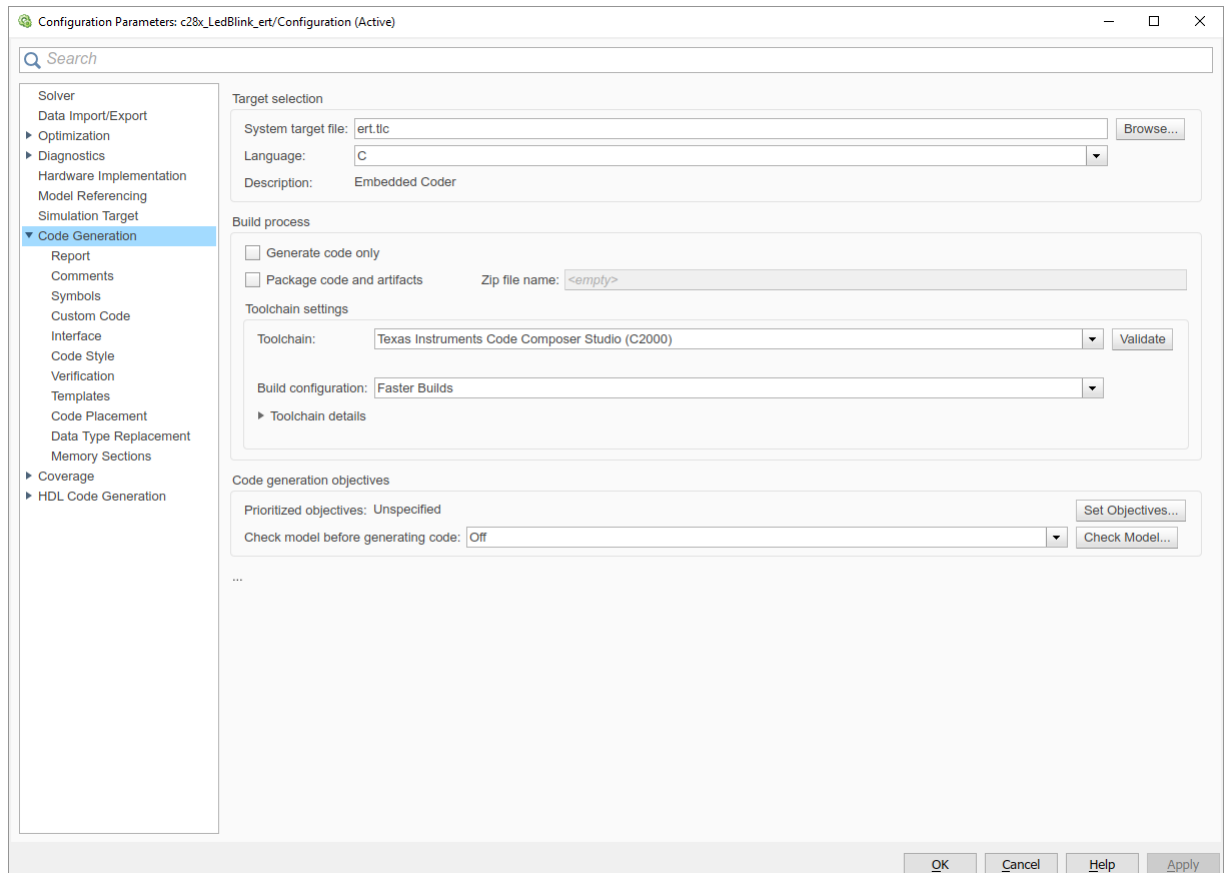 Configuration Parameters: c28x_LedBlink_ert/Configuration (Active)
Search
Solver
Data Import/Export
Optimization
Diagnostics
Hardware Implementation
Model Referencing
Simulation Target
Code Generation
Report
Comments
Symbols
Custom Code
Interface
Code Style
Verification
Templates
Code Placement
Data Type Replacement
Memory Sections
Coverage
HDL Code Generation
Target selection
System target file: ert.tlc Browse...
Language: C
Description: Embedded Coder
Build process
Generate code only
Package code and artifacts Zip file name: <empty>
Toolchain settings
Toolchain: Texas Instruments Code Composer Studio (C2000) Validate
Build configuration: Faster Builds
Toolchain details
Code generation objectives
Prioritized objectives: Unspecified Set Objectives...
Check model before generating code: Off Check Model...
...
OK Cancel Help Apply